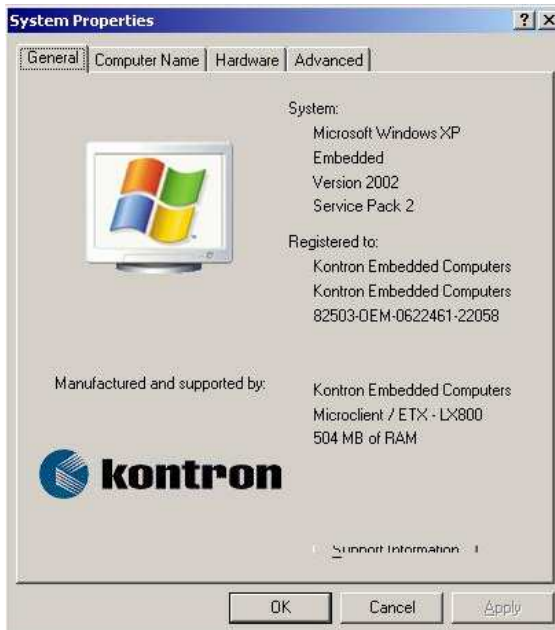 System Properties
General
Computer Name
Hardware
Advanced
System:
Microsoft Windows XP
Embedded
Version 2002
Service Pack 2
Registered to:
Kontron Embedded Computers
Kontron Embedded Computers
82503-OEM-0622461-22058
Manufactured and supported by:
Kontron Embedded Computers
Microclient / ETX - LX800
504 MB of RAM
kontron
Support Information
OK
Cancel
Apply